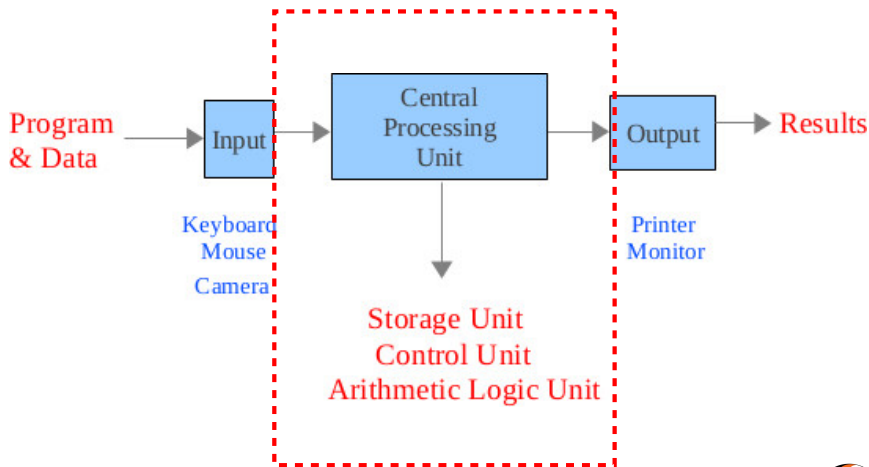 Program
& Data
Input
Central
Processing
Unit
Output
Results
Keyboard
Mouse
Camera
Printer
Monitor
Storage Unit
Control Unit
Arithmetic Logic Unit